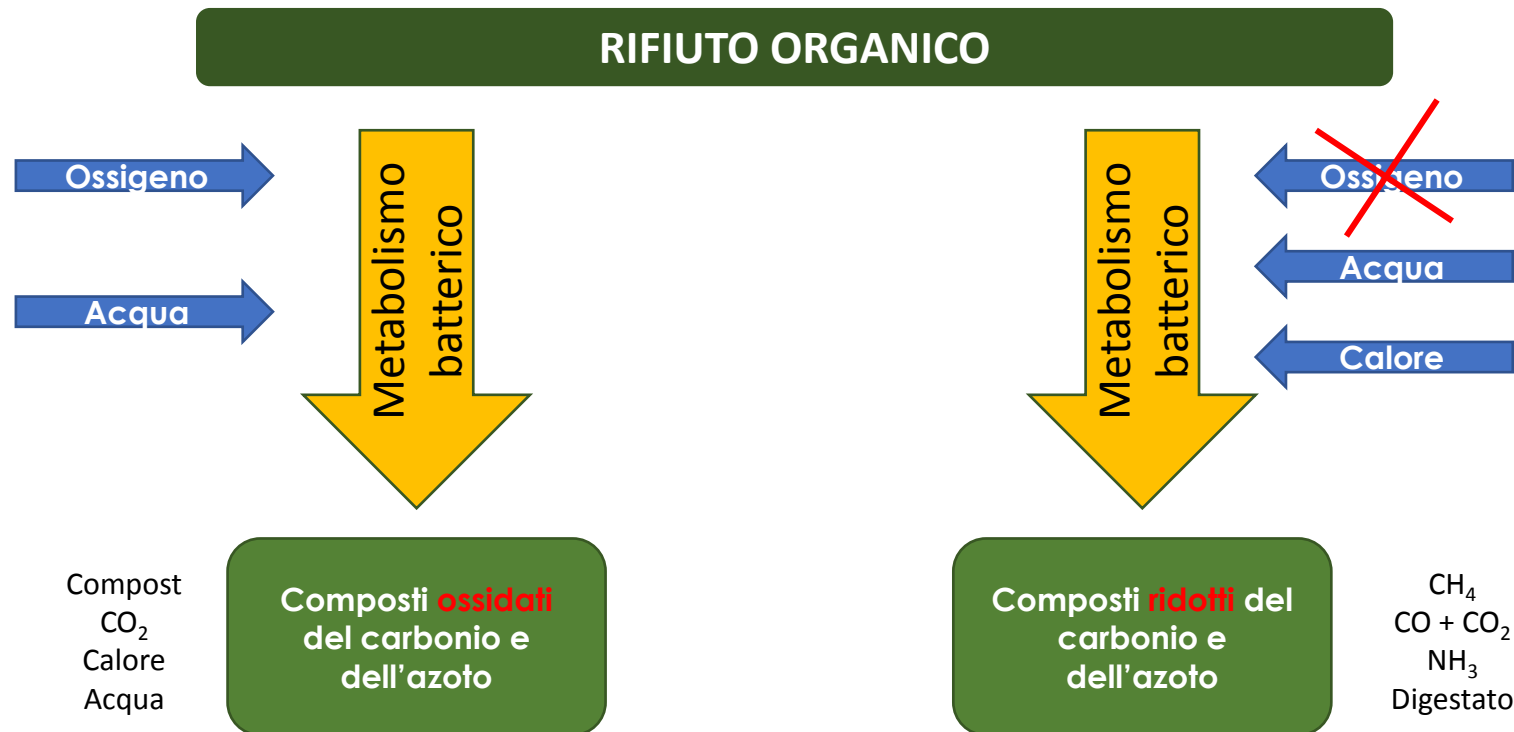 RIFIUTO ORGANICO
Ossigeno
Acqua
Metabolismo
batterico
Ossigeno
Acqua
Calore
Metabolismo
batterico
Compost
CO₂
Calore
Acqua
Composti ossidati
del carbonio e
dell'azoto
Composti ridotti del
carbonio e
dell'azoto
CH₄
CO + CO₂
NH₃
Digestato